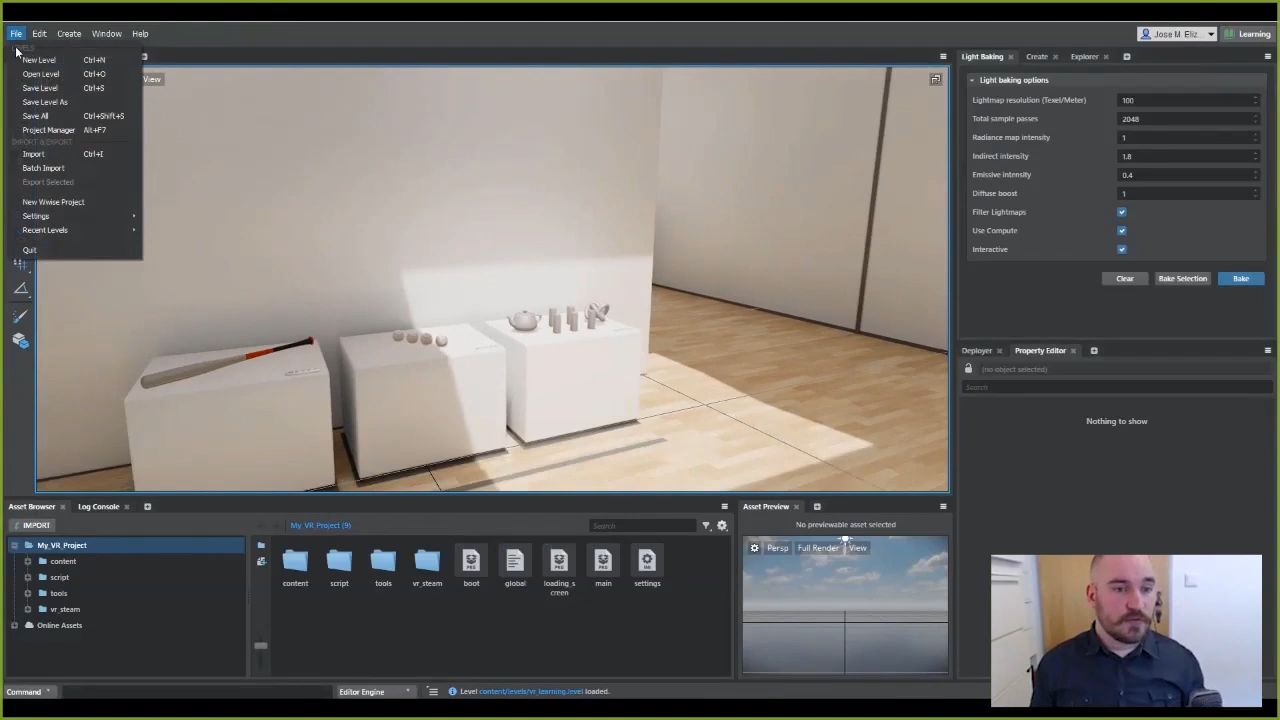 File Edit Create Window Help
Jose M. Eliz...
Learning
LEVELS
New Level Ctrl+N
Open Level Ctrl+O
Save Level Ctrl+S
Save Level As
Save All Ctrl+Shift+S
Project Manager Alt+F7
IMPORT & EXPORT
Import Ctrl+I
Batch Import
Export Selected
New Wwise Project
Settings
Recent Levels
Quit
View
Light Baking Create Explorer
Light baking options
Lightmap resolution (Texel/Meter) 100
Total sample passes 2048
Radiance map intensity 1
Indirect intensity 1.8
Emissive intensity 0.4
Diffuse boost 1
Filter Lightmaps
Use Compute
Interactive
Clear Bake Selection Bake
Deployer Property Editor
(no object selected)
Search
Nothing to show
Asset Browser Log Console
IMPORT
My_VR_Project (9)
Search
My_VR_Project
content
script
tools
vr_steam
Online Assets
content script tools vr_steam boot global loading_s
creen main settings
Asset Preview
No previewable asset selected
Persp Full Render View
Command
Editor Engine
Level content/levels/vr_learning.level loaded.